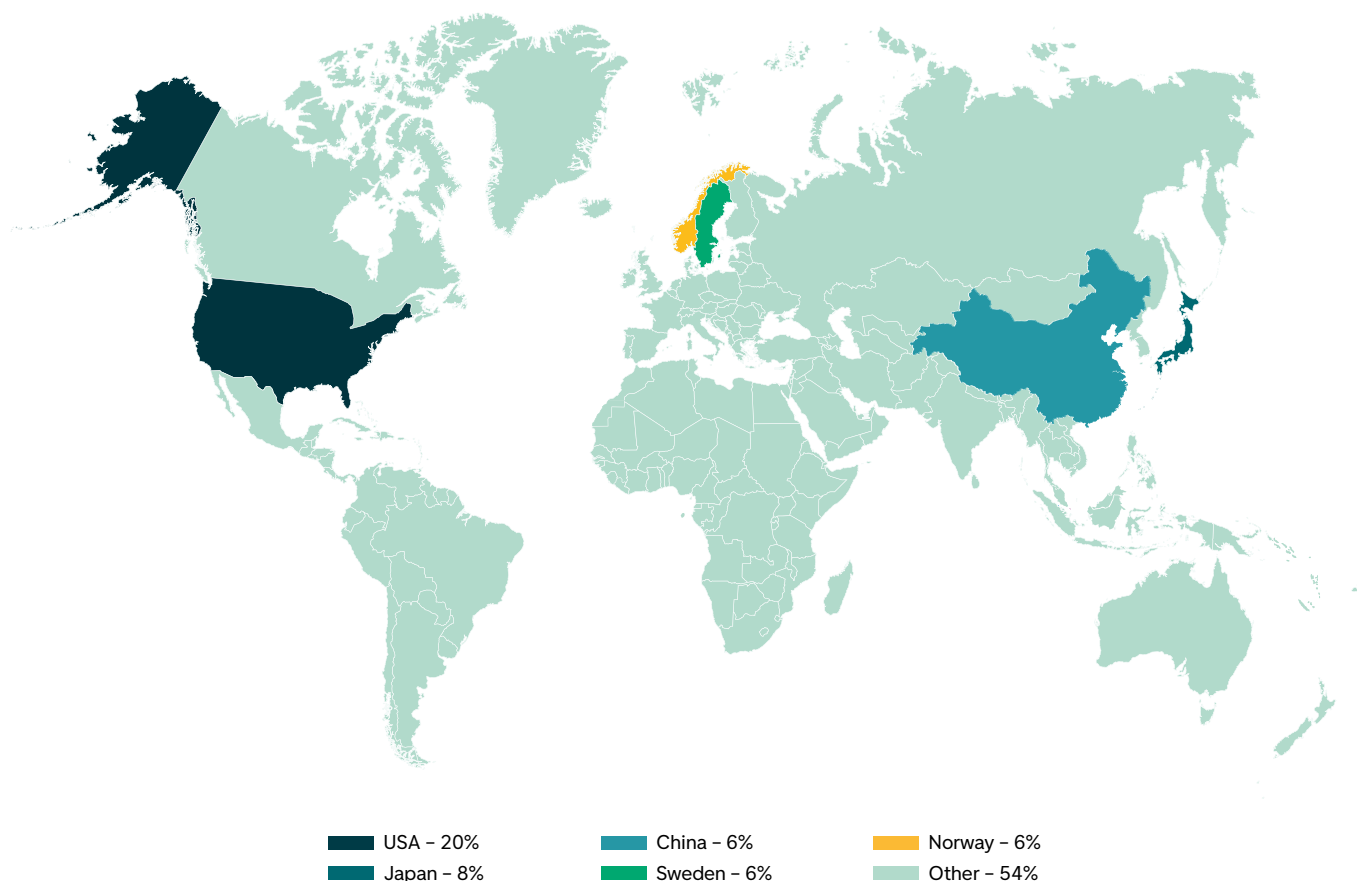 USA – 20%
China – 6%
Norway – 6%
Japan – 8%
Sweden – 6%
Other – 54%